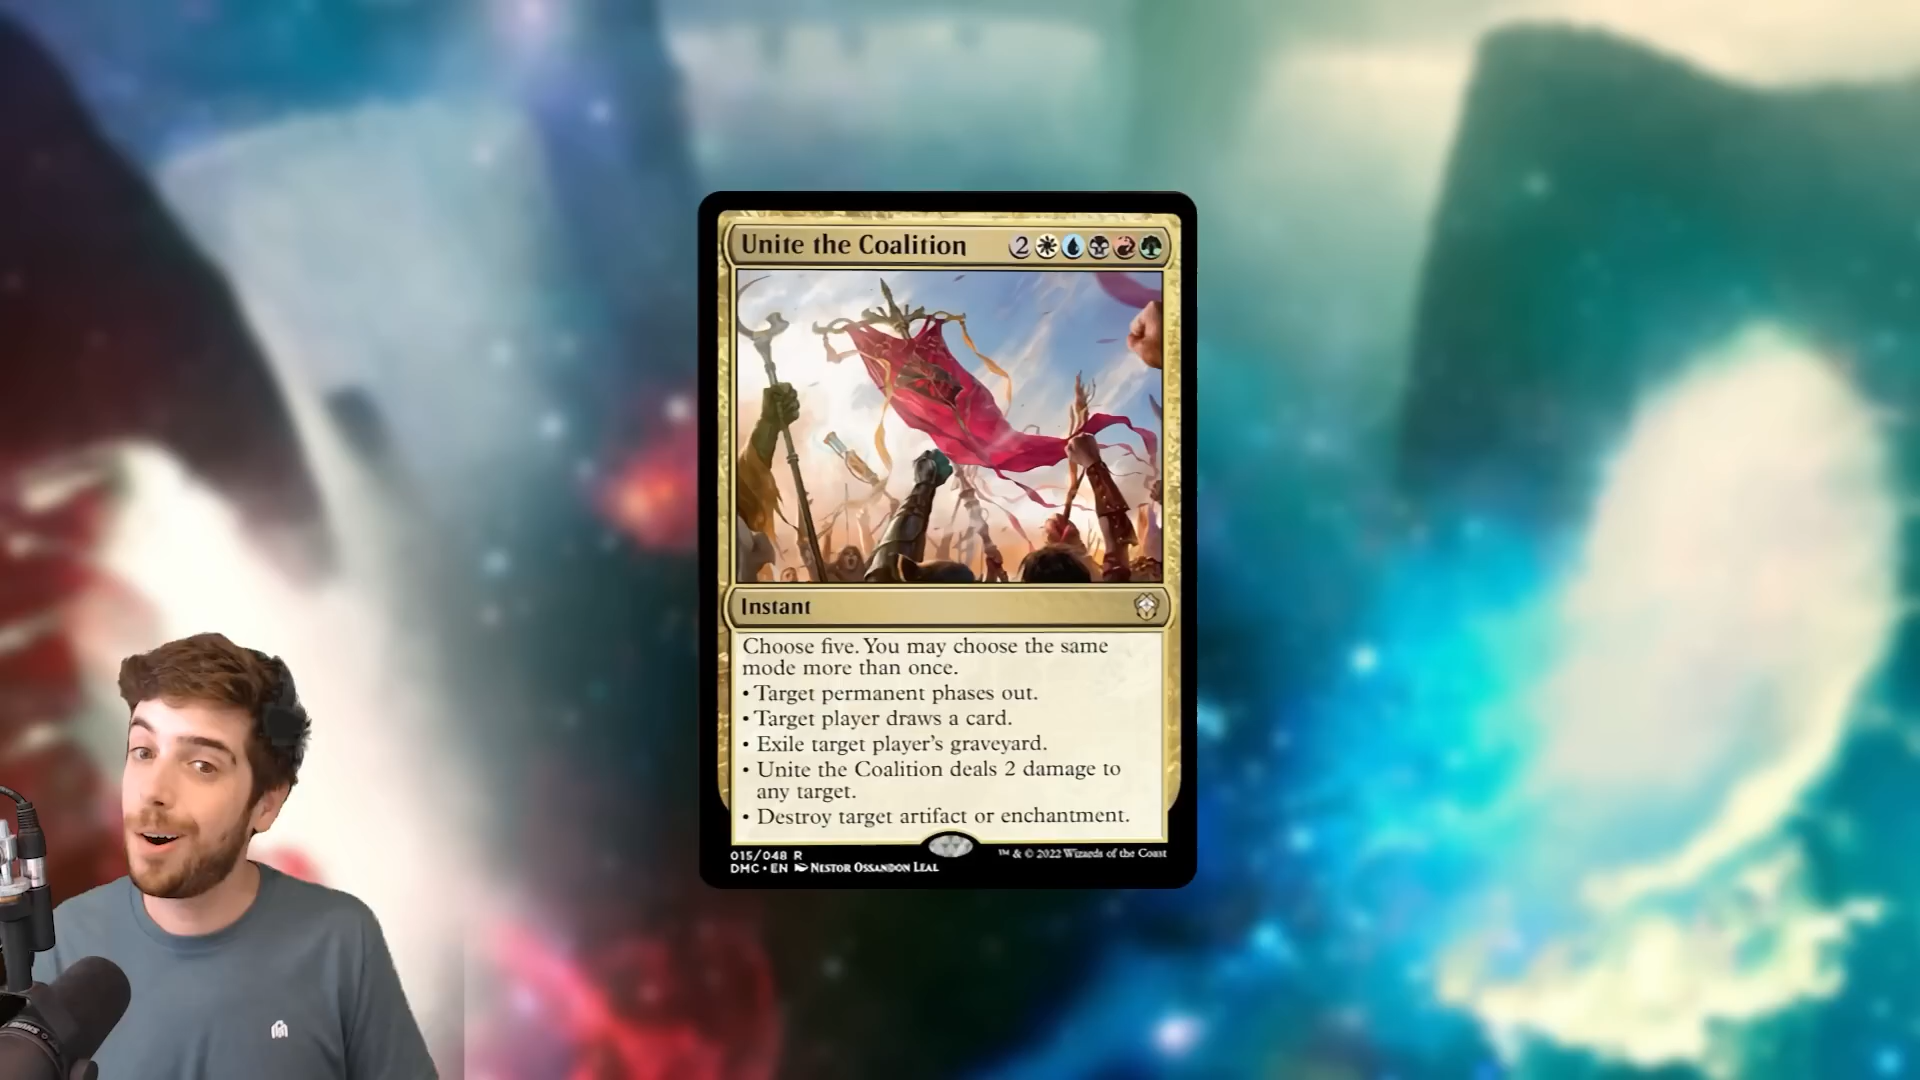 Unite the Coalition 2
Instant
Choose five. You may choose the same
mode more than once.
• Target permanent phases out.
• Target player draws a card.
• Exile target player's graveyard.
• Unite the Coalition deals 2 damage to
any target.
• Destroy target artifact or enchantment.
015/048 R
™ & © 2022 Wizards of the Coast
DMC • EN Nestor Ossandon Leal